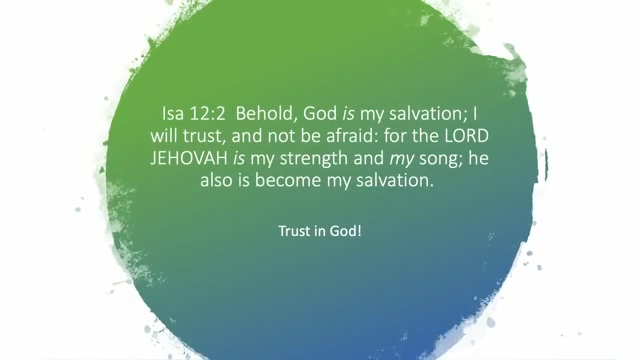 Isa 12:2  Behold, God is my salvation; I
will trust, and not be afraid: for the LORD
JEHOVAH is my strength and my song; he
also is become my salvation.
Trust in God!